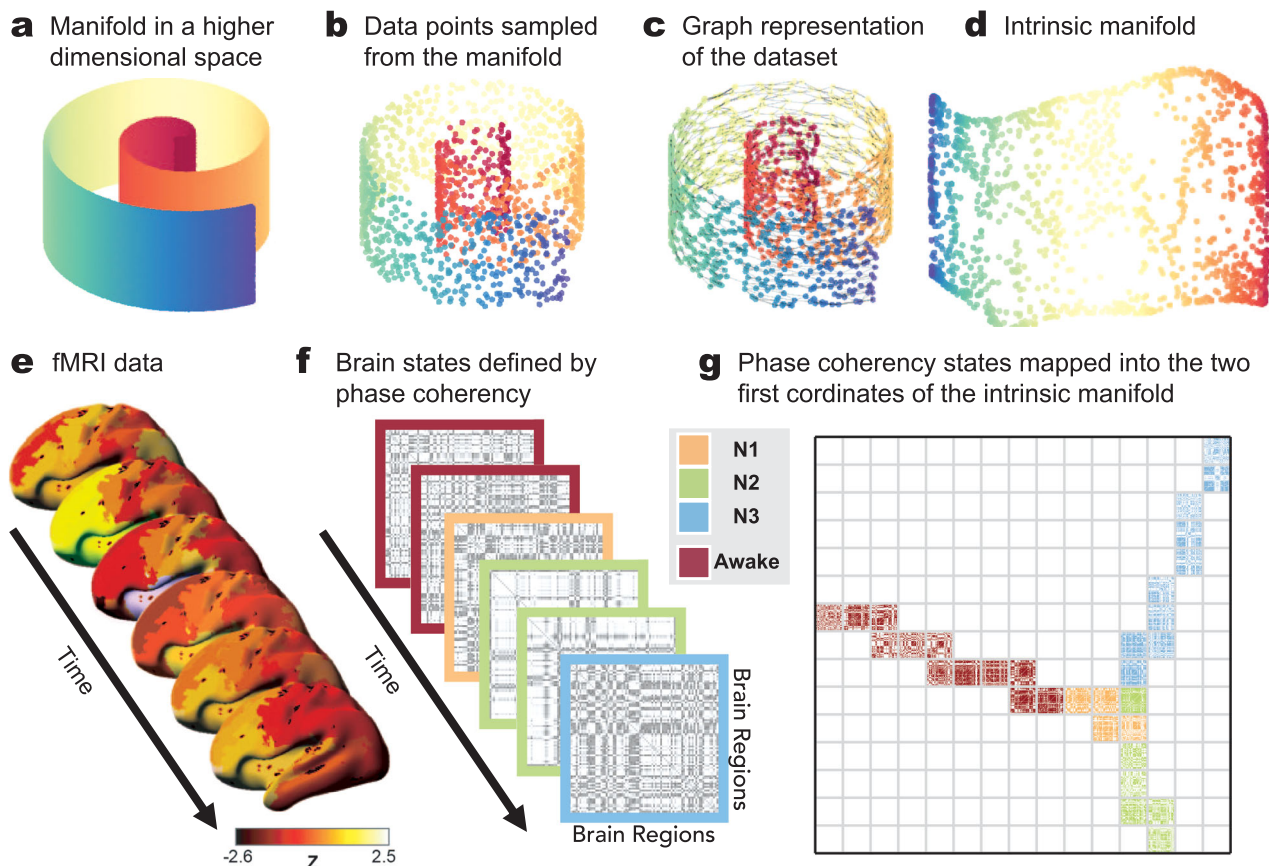 a Manifold in a higher
dimensional space
b Data points sampled
from the manifold
c Graph representation
of the dataset
d Intrinsic manifold
e fMRI data
Time
-2.6
z
2.5
f Brain states defined by
phase coherency
Time
Brain Regions
Brain Regions
g Phase coherency states mapped into the two
first cordinates of the intrinsic manifold
N1
N2
N3
Awake